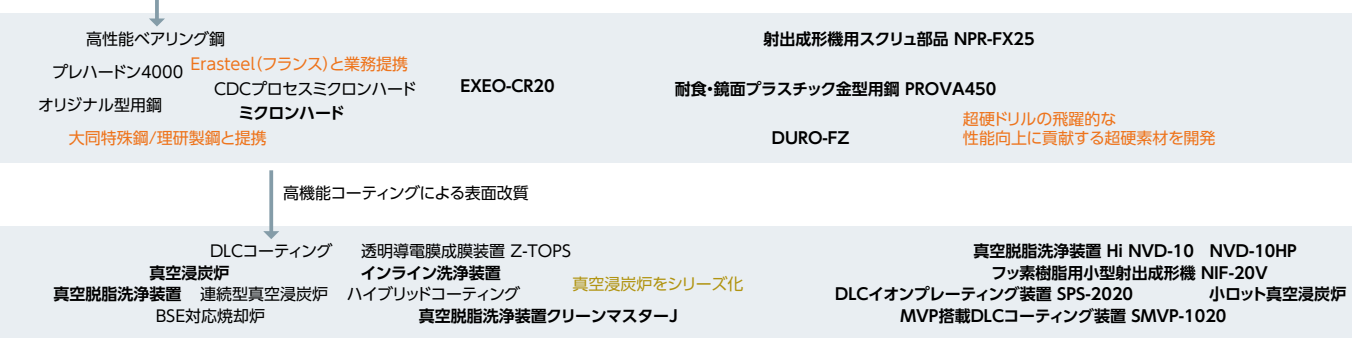 高性能ベアリング鋼
射出成形機用スクリュ部品 NPR-FX25
プレハードン4000
Erasteel(フランス)と業務提携
CDCプロセスミクロンハード
EXEO-CR20
耐食・鏡面プラスチック金型用鋼 PROVA450
オリジナル型用鋼
ミクロンハード
大同特殊鋼/理研製鋼と提携
DURO-FZ
超硬ドリルの飛躍的な
性能向上に貢献する超硬素材を開発
高機能コーティングによる表面改質
DLCコーティング
透明導電膜成膜装置 Z-TOPS
真空浸炭炉
インライン洗浄装置
真空浸炭炉をシリーズ化
真空脱脂洗浄装置
連続型真空浸炭炉
ハイブリッドコーティング
BSE対応焼却炉
真空脱脂洗浄装置クリーンマスターJ
真空脱脂洗浄装置 Hi NVD-10 NVD-10HP
フッ素樹脂用小型射出成形機 NIF-20V
DLCイオンプレーティング装置 SPS-2020
小ロット真空浸炭炉
MVP搭載DLCコーティング装置 SMVP-1020